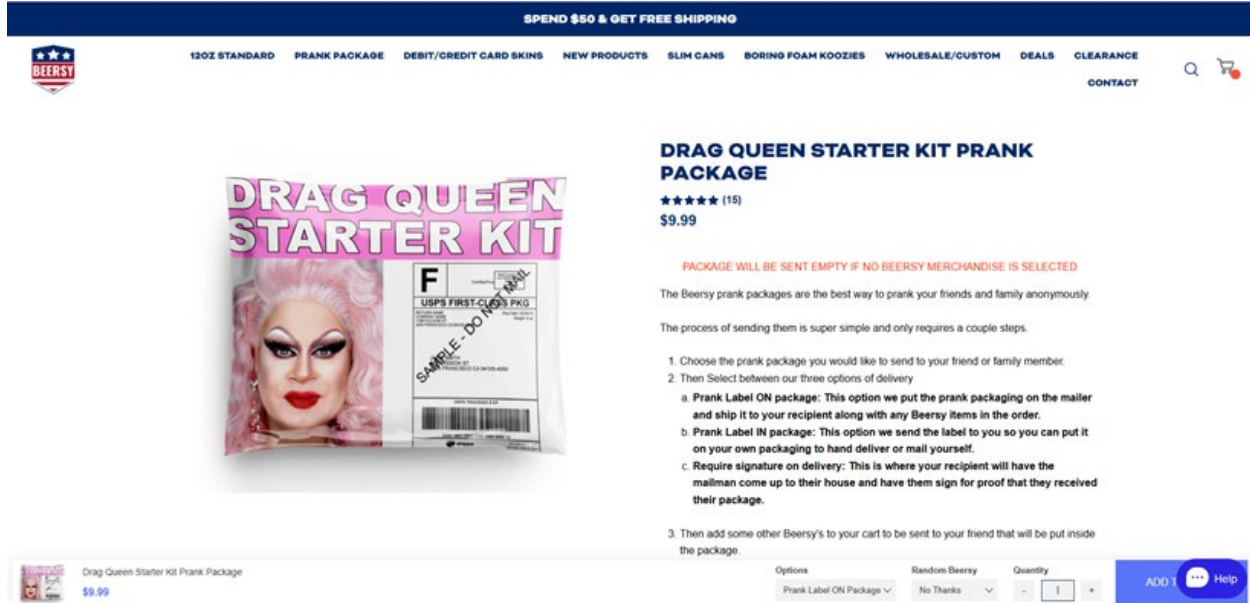 SPEND $50 & GET FREE SHIPPING
BEERSY
12OZ STANDARD PRANK PACKAGE DEBIT/CREDIT CARD SKINS NEW PRODUCTS SLIM CANS BORING FOAM KOOZIES WHOLESALE/CUSTOM DEALS CLEARANCE
CONTACT
DRAG QUEEN
STARTER KIT
F
USPS FIRST-CLASS PKG
SAMPLE - DO NOT MAIL
DRAG QUEEN STARTER KIT PRANK
PACKAGE
(15)
$9.99
PACKAGE WILL BE SENT EMPTY IF NO BEERSY MERCHANDISE IS SELECTED
The Beersy prank packages are the best way to prank your friends and family anonymously.
The process of sending them is super simple and only requires a couple steps.
1. Choose the prank package you would like to send to your friend or family member.
2. Then Select between our three options of delivery
a. Prank Label ON package: This option we put the prank packaging on the mailer
and ship it to your recipient along with any Beersy items in the order.
b. Prank Label IN package: This option we send the label to you so you can put it
on your own packaging to hand deliver or mail yourself.
c. Require signature on delivery: This is where your recipient will have the
mailman come up to their house and have them sign for proof that they received
their package.
3. Then add some other Beersy's to your cart to be sent to your friend that will be put inside
the package.
Drag Queen Starter Kit Prank Package
$9.99
Options Random Beersy Quantity
Prank Label ON Package No Thanks - 1 +
ADD
Help